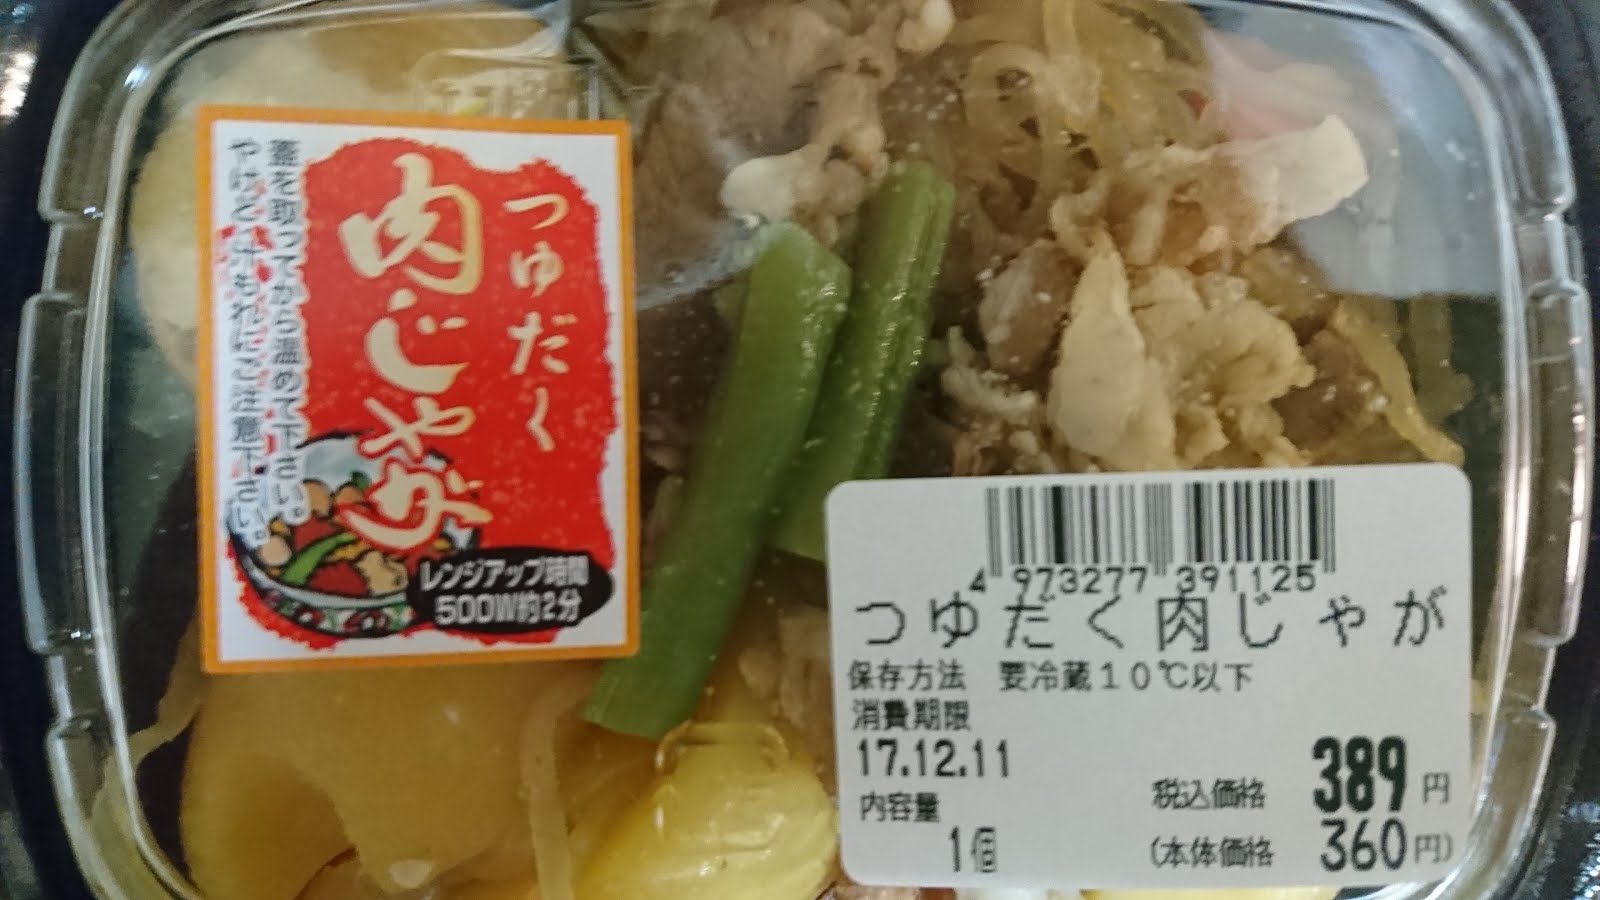 つゆだく
肉じゃが
蓋を取ってから温めて下さい。
やけどに十分ご注意下さい。
レンジアップ時間
500W約2分
4 973277 391125
つゆだく肉じゃが
保存方法 要冷蔵10℃以下
消費期限
17.12.11
内容量
1個
税込価格 389円
(本体価格 360円)